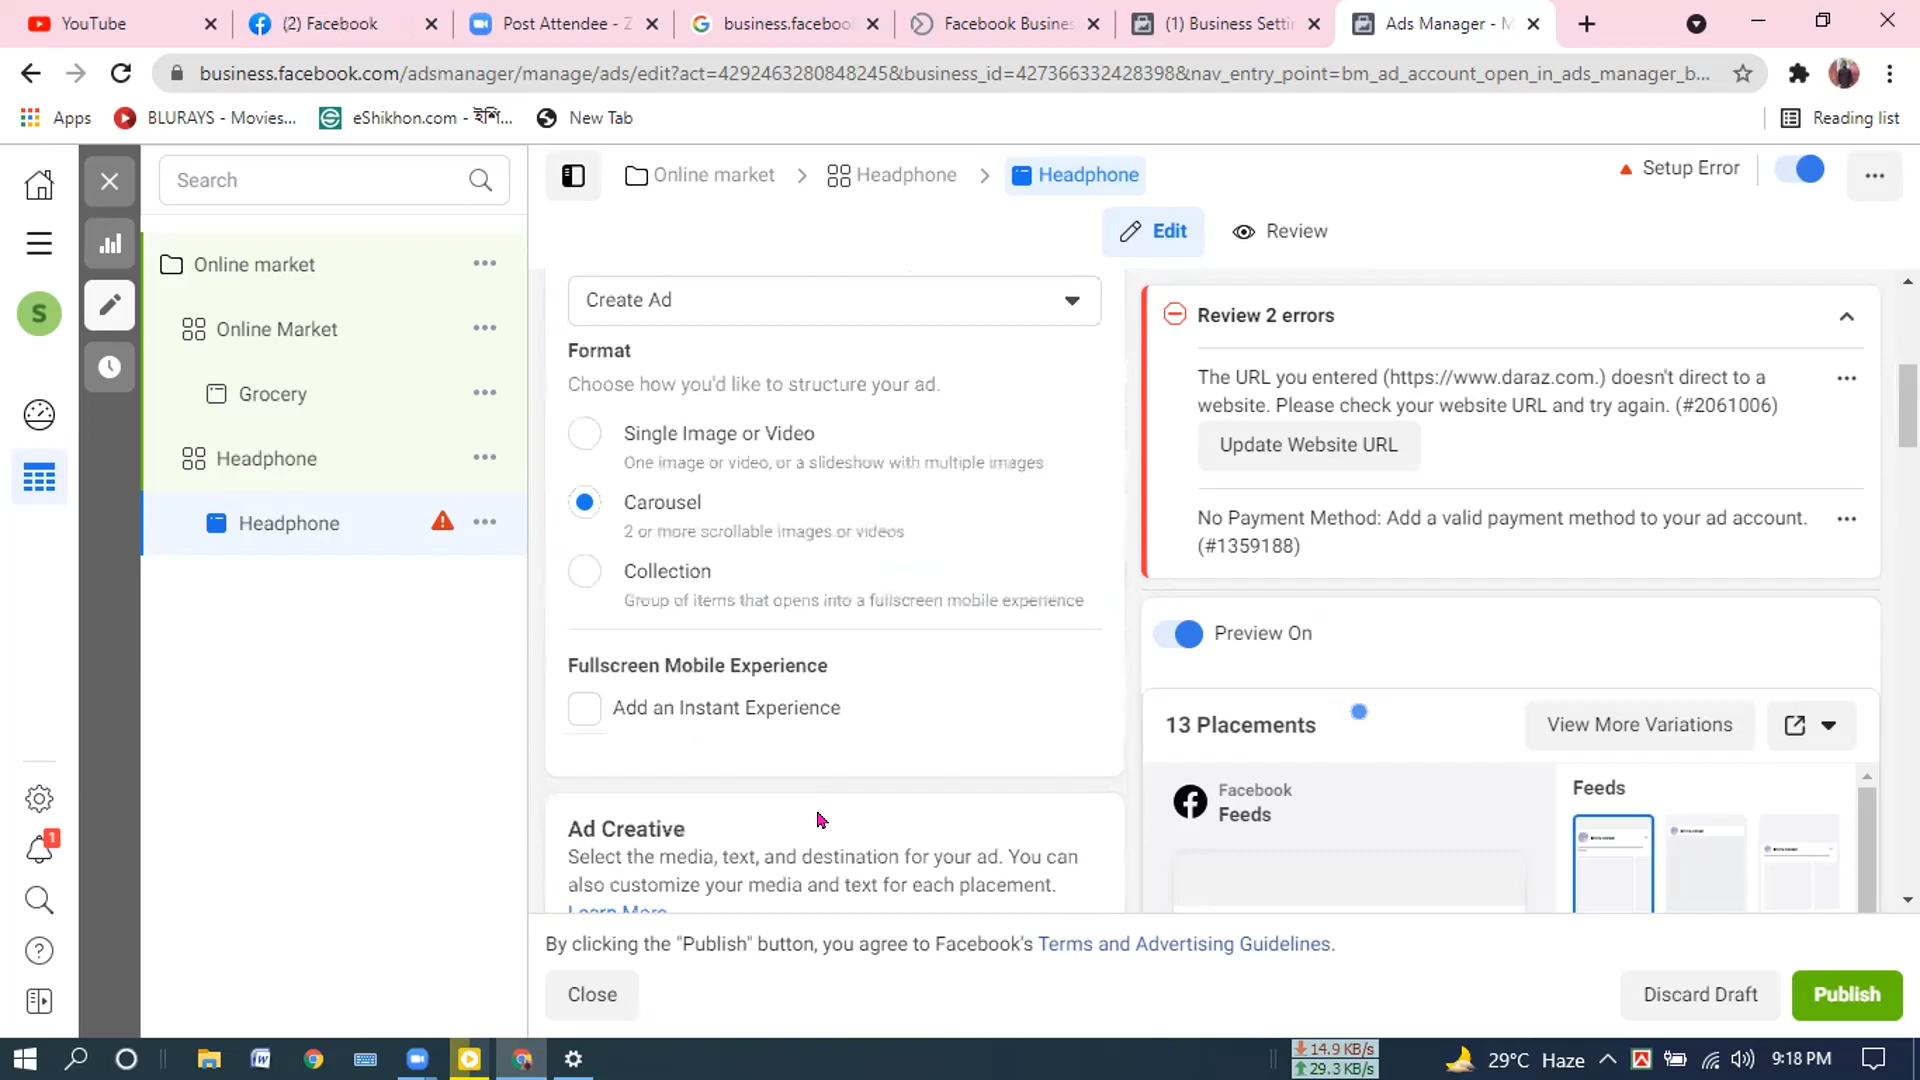 YouTube
(2) Facebook
Post Attendee - Z
business.faceboo
Facebook Busines
(1) Business Setti
Ads Manager - M
business.facebook.com/adsmanager/manage/ads/edit?act=4292463280848245&business_id=427366332428398&nav_entry_point=bm_ad_account_open_in_ads_manager_b...
Apps
BLURAYS - Movies...
eShikhon.com - ইশি...
New Tab
Reading list
Search
Online market
Headphone
Headphone
Setup Error
Edit
Review
S
Online market
Online Market
Grocery
Headphone
Headphone
Create Ad
Format
Choose how you'd like to structure your ad.
Single Image or Video
One image or video, or a slideshow with multiple images
Carousel
2 or more scrollable images or videos
Collection
Group of items that opens into a fullscreen mobile experience
Fullscreen Mobile Experience
Add an Instant Experience
Ad Creative
Select the media, text, and destination for your ad. You can
also customize your media and text for each placement.
Learn More
Review 2 errors
The URL you entered (https://www.daraz.com.) doesn't direct to a
website. Please check your website URL and try again. (#2061006)
Update Website URL
No Payment Method: Add a valid payment method to your ad account.
(#1359188)
Preview On
13 Placements
View More Variations
Facebook
Feeds
Feeds
1
By clicking the "Publish" button, you agree to Facebook's Terms and Advertising Guidelines.
Close
Discard Draft
Publish
14.9 KB/s
29.3 KB/s
29°C Haze
9:18 PM